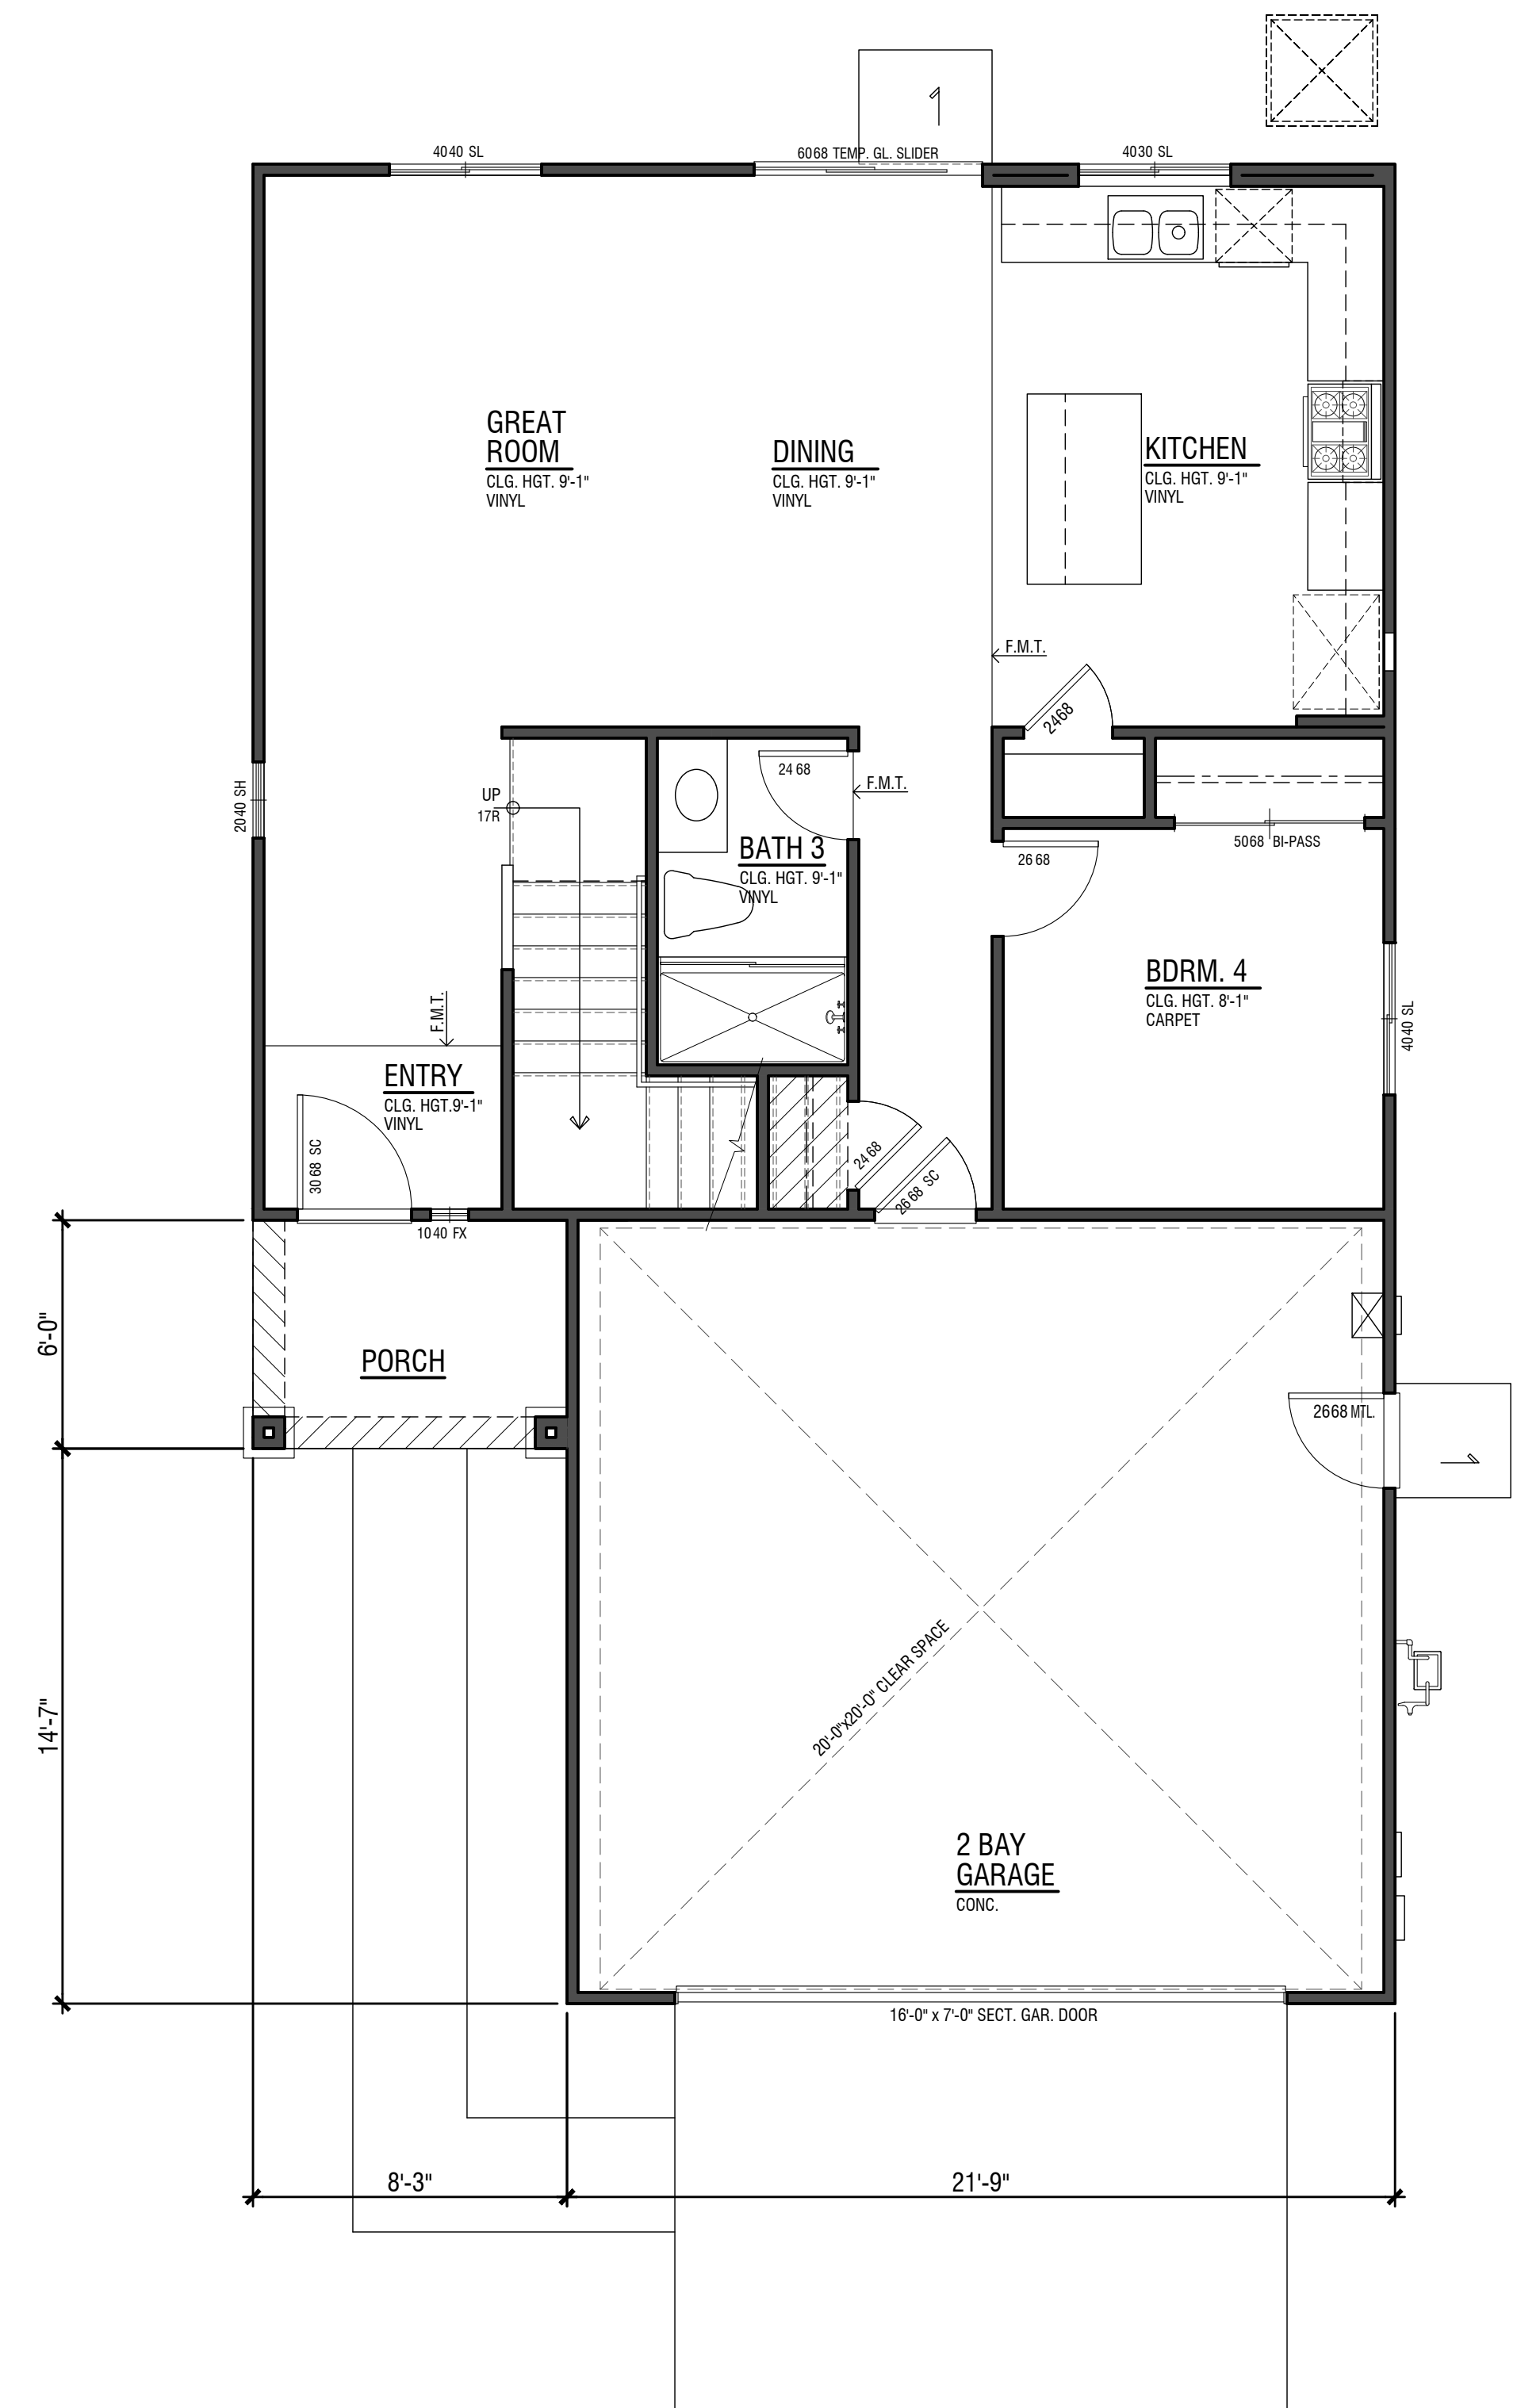 1
4040 SL
6068 TEMP. GL. SLIDER
4030 SL
GREAT
ROOM
CLG. HGT. 9'-1"
VINYL
DINING
CLG. HGT. 9'-1"
VINYL
KITCHEN
CLG. HGT. 9'-1"
VINYL
F.M.T.
2468
2040 SH
UP
17R
2468
F.M.T.
BATH 3
CLG. HGT. 9'-1"
VINYL
5068 BI-PASS
2668
BDRM. 4
CLG. HGT. 8'-1"
CARPET
4040 SL
F.M.T.
ENTRY
CLG. HGT.9'-1"
VINYL
3068 SC
2468
2668 SC
1040 FX
6'-0"
PORCH
2668 MTL.
1
14'-7"
20'-0"x20'-0" CLEAR SPACE
2 BAY
GARAGE
CONC.
16'-0" x 7'-0" SECT. GAR. DOOR
8'-3"
21'-9"